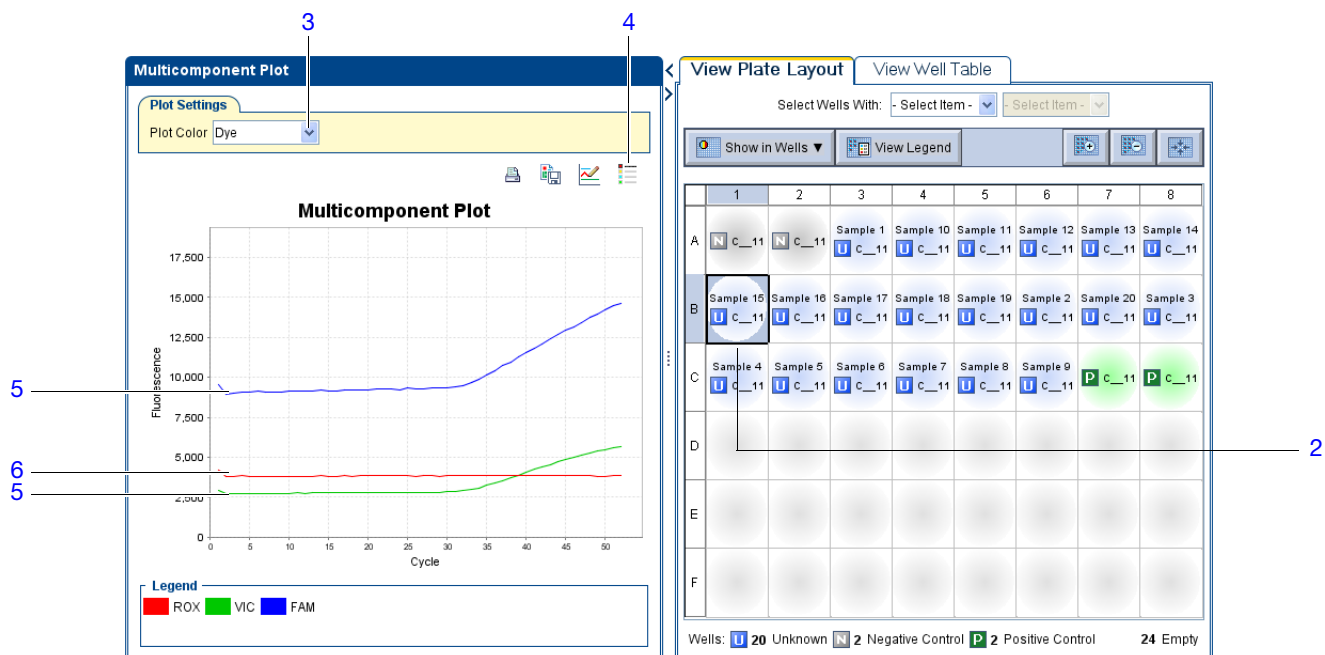 3
4
Multicomponent Plot
Plot Settings
Plot Color Dye
Multicomponent Plot
17,500
15,000
12,500
10,000
7,500
5,000
2,500
0
Fluorescence
0 5 10 15 20 25 30 35 40 45 50
Cycle
5
6
5
Legend
ROX VIC FAM
View Plate Layout View Well Table
Select Wells With: - Select Item - - Select Item -
Show in Wells ▼ View Legend
1 2 3 4 5 6 7 8
Sample 1 Sample 10 Sample 11 Sample 12 Sample 13 Sample 14
A N C__11 N C__11 U C__11 U C__11 U C__11 U C__11 U C__11 U C__11
Sample 15 Sample 16 Sample 17 Sample 18 Sample 19 Sample 2 Sample 20 Sample 3
B U C__11 U C__11 U C__11 U C__11 U C__11 U C__11 U C__11 U C__11
Sample 4 Sample 5 Sample 6 Sample 7 Sample 8 Sample 9
C U C__11 U C__11 U C__11 U C__11 U C__11 U C__11 P C__11 P C__11
D
E
F
2
Wells: U 20 Unknown N 2 Negative Control P 2 Positive Control 24 Empty